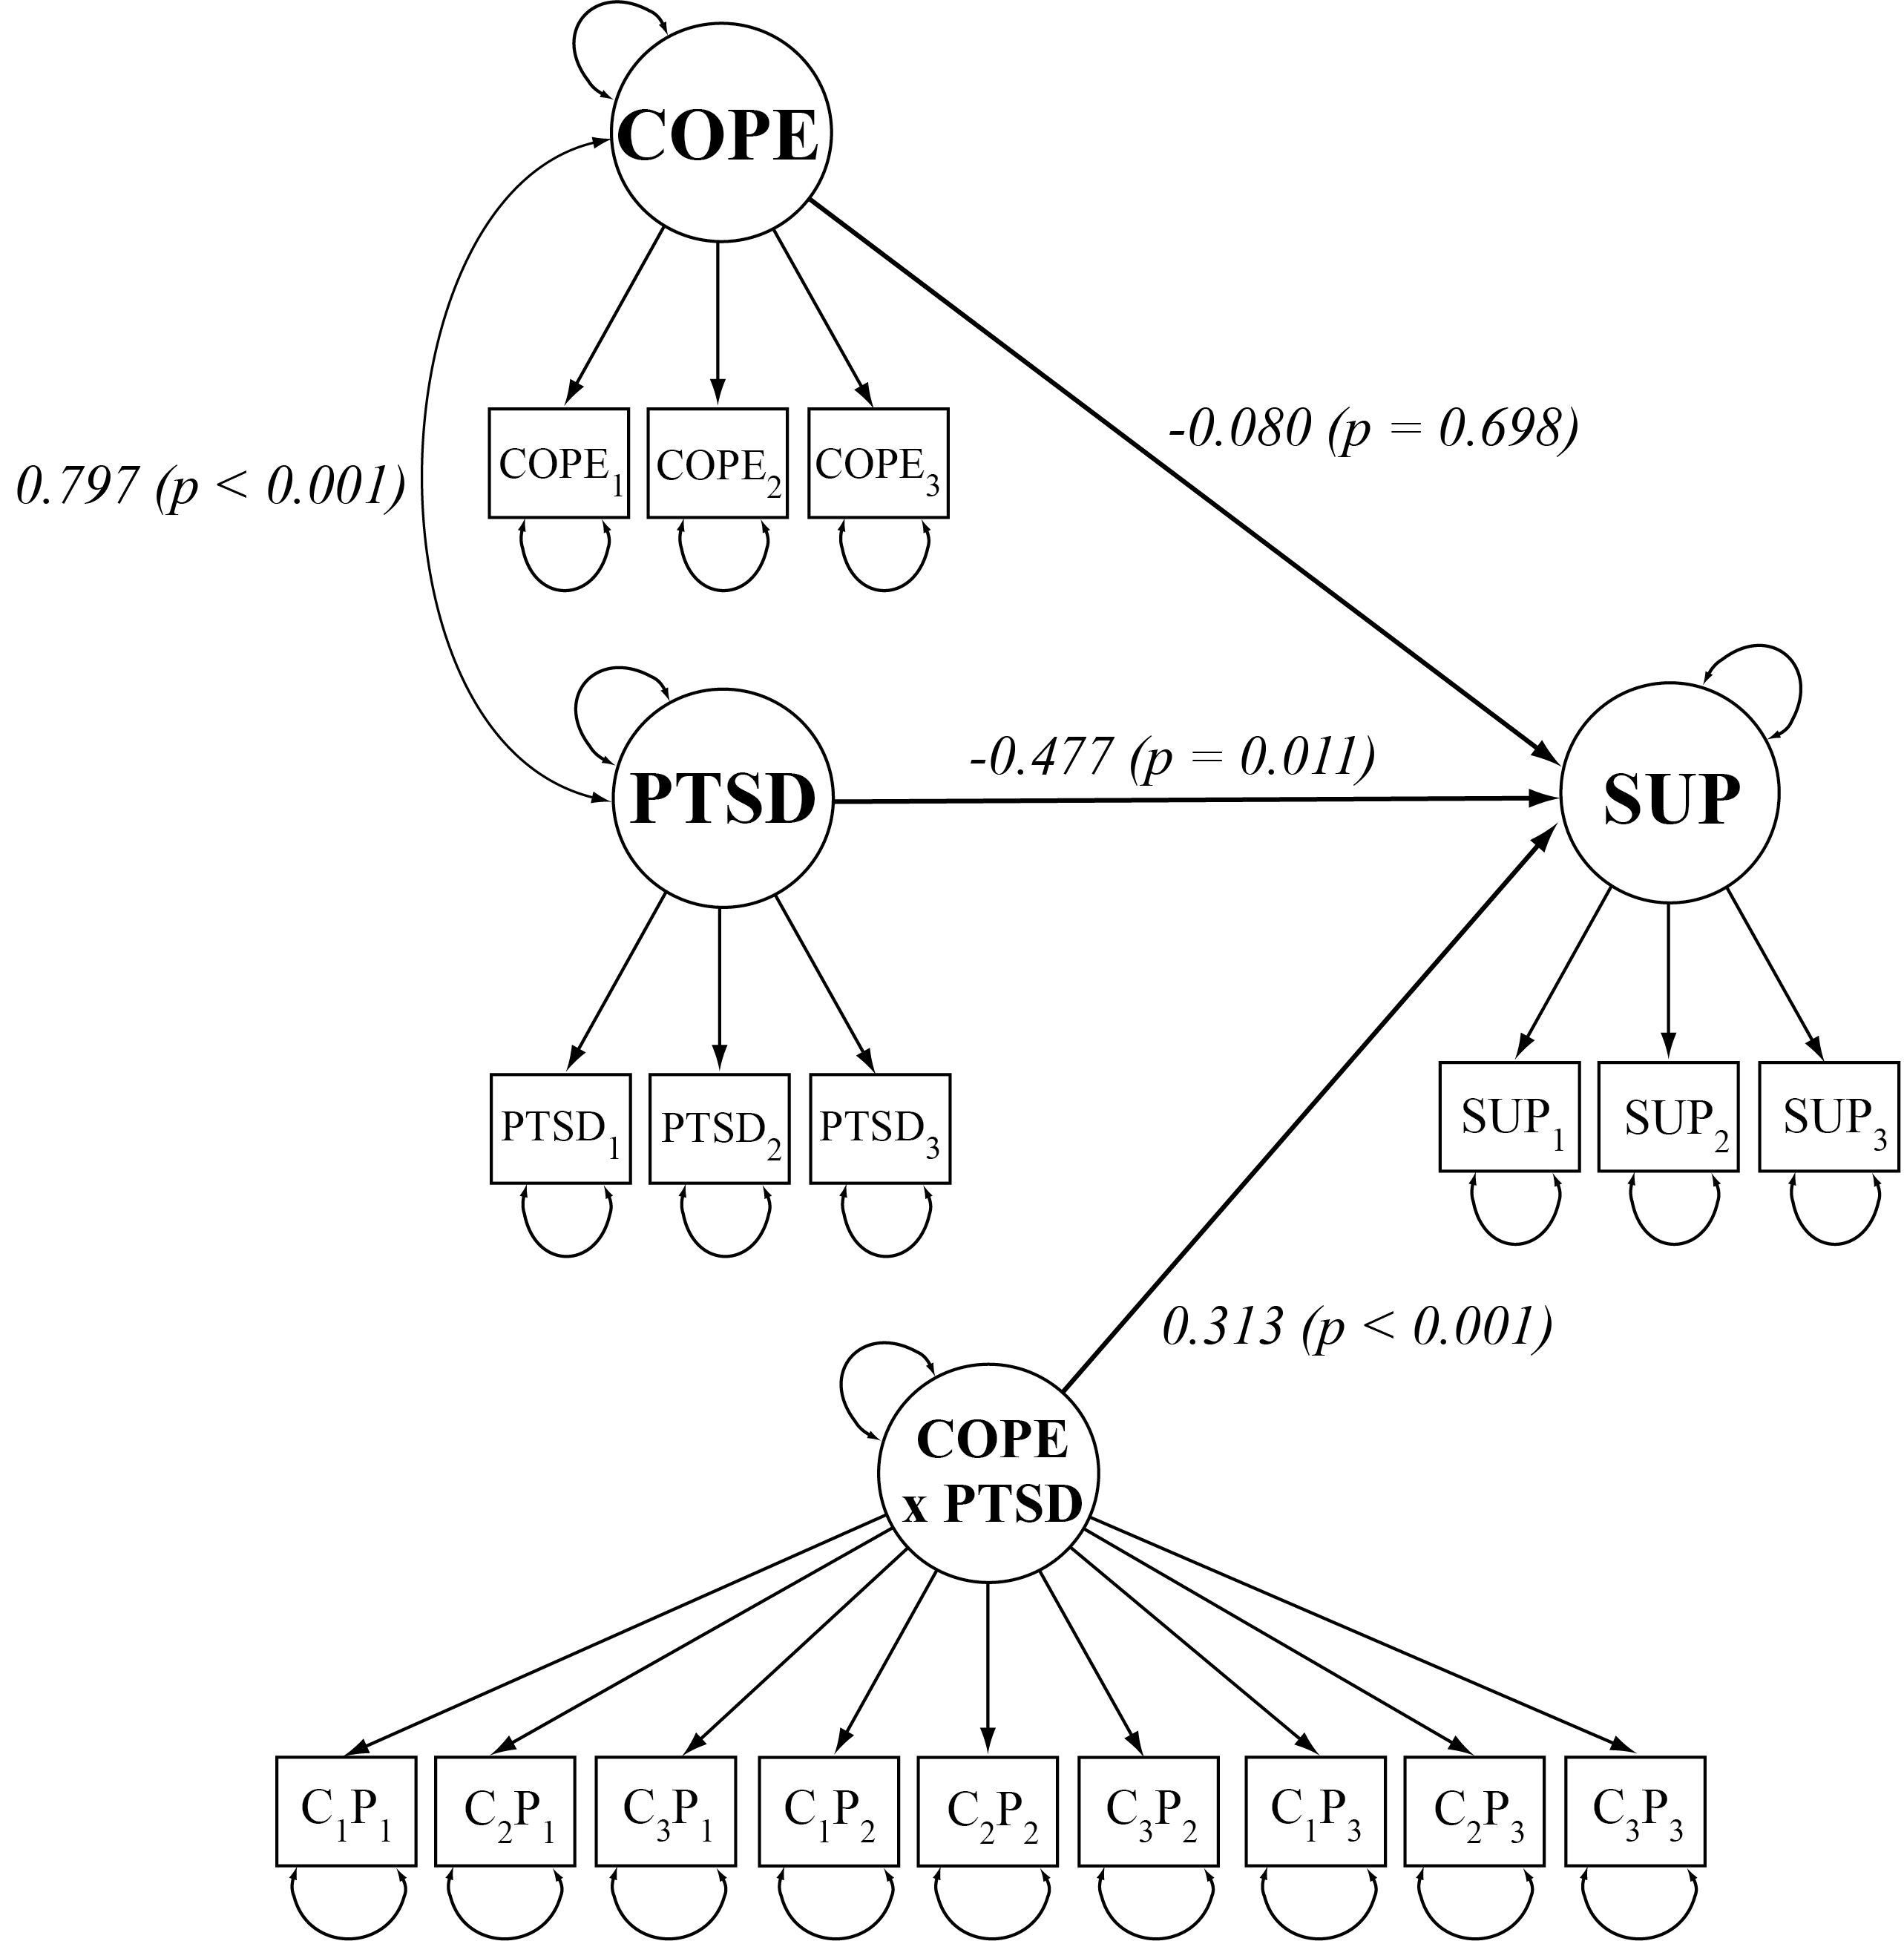 COPE
-0.080 (p = 0.698)
COPE₁ COPE₂ COPE₃
0.797 (p < 0.001)
-0.477 (p = 0.011)
PTSD
SUP
PTSD₁ PTSD₂ PTSD₃
SUP₁ SUP₂ SUP₃
0.313 (p < 0.001)
COPE
x PTSD
C₁P₁ C₂P₁ C₃P₁ C₁P₂ C₂P₂ C₃P₂ C₁P₃ C₂P₃ C₃P₃